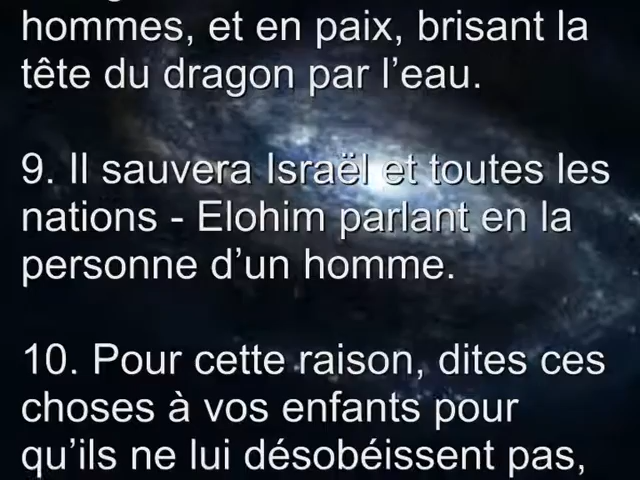 hommes, et en paix, brisant la
tête du dragon par l’eau.
9. Il sauvera Israël et toutes les
nations - Elohim parlant en la
personne d’un homme.
10. Pour cette raison, dites ces
choses à vos enfants pour
qu’ils ne lui désobéissent pas,